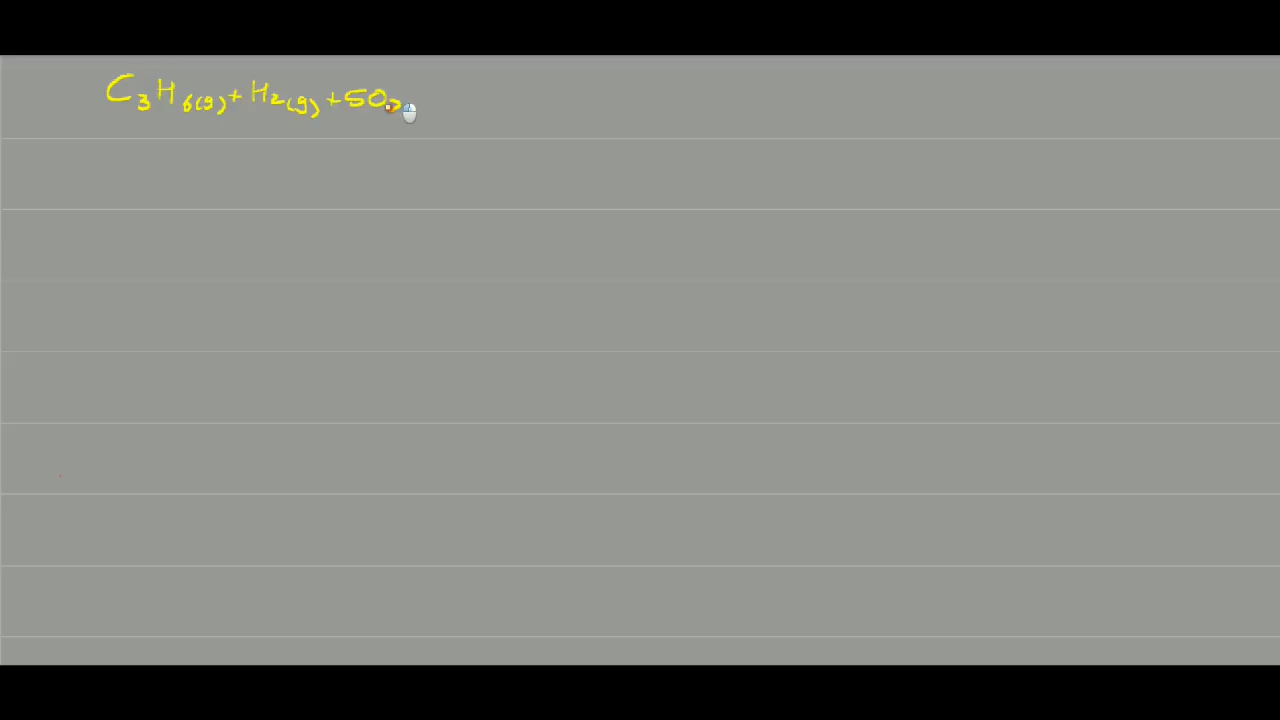 C₃H₆(g) + H₂(g) + 5O₂